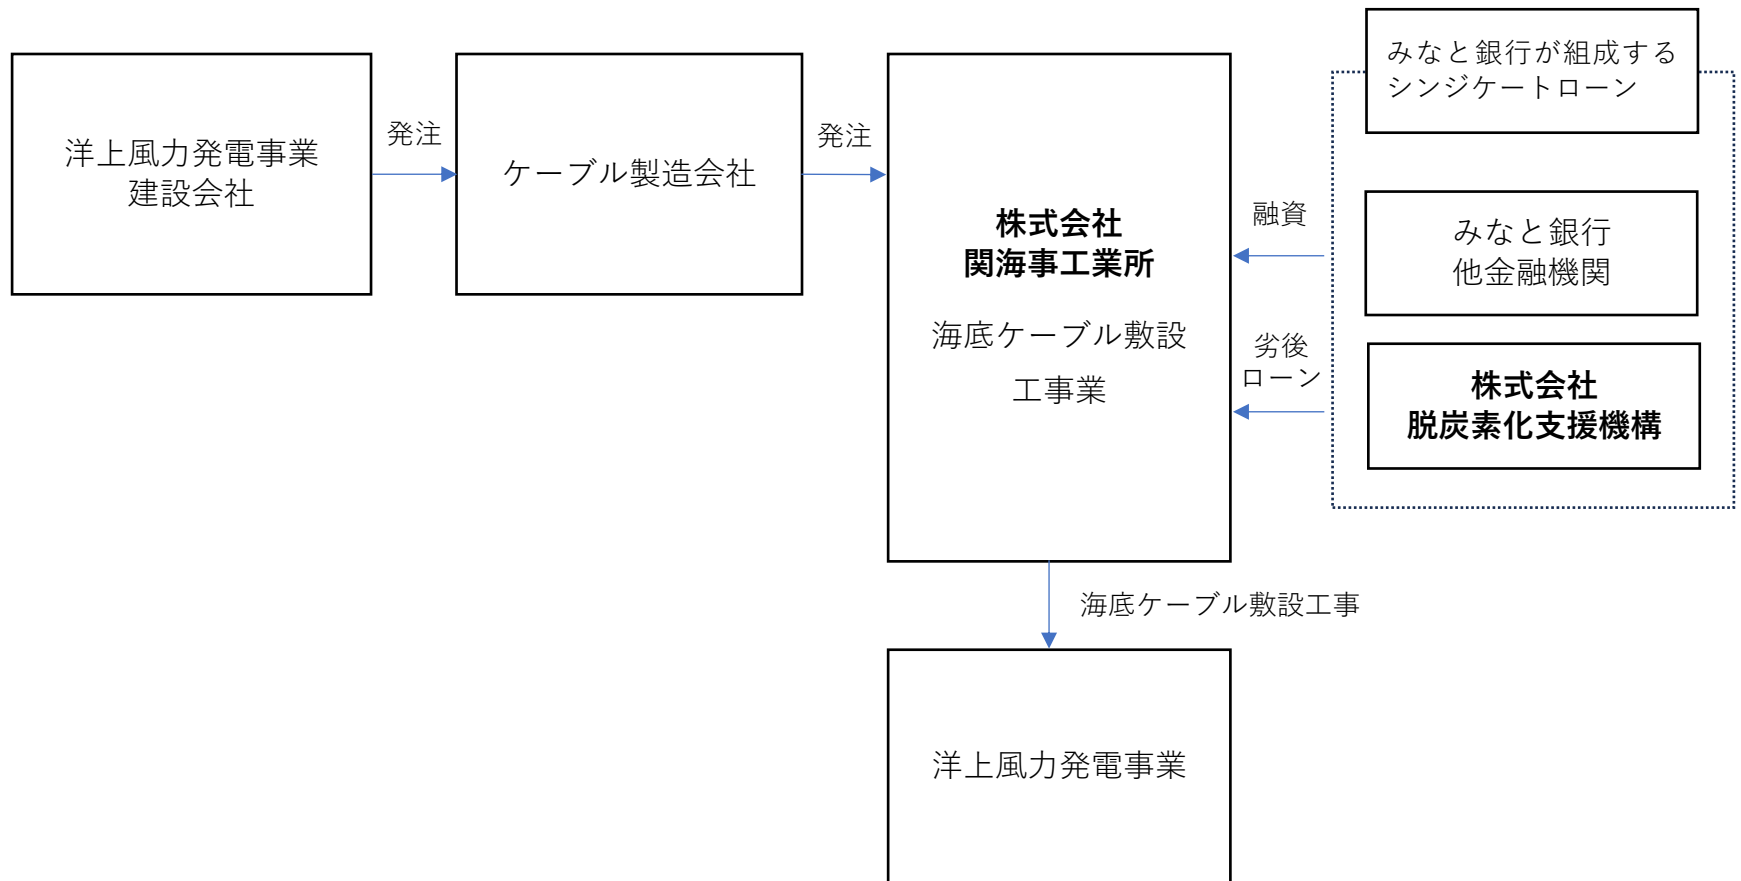 洋上風力発電事業
建設会社
発注
ケーブル製造会社
発注
株式会社
関海事工業所
海底ケーブル敷設
工事業
みなと銀行が組成する
シンジケートローン
融資
みなと銀行
他金融機関
劣後
ローン
株式会社
脱炭素化支援機構
海底ケーブル敷設工事
洋上風力発電事業